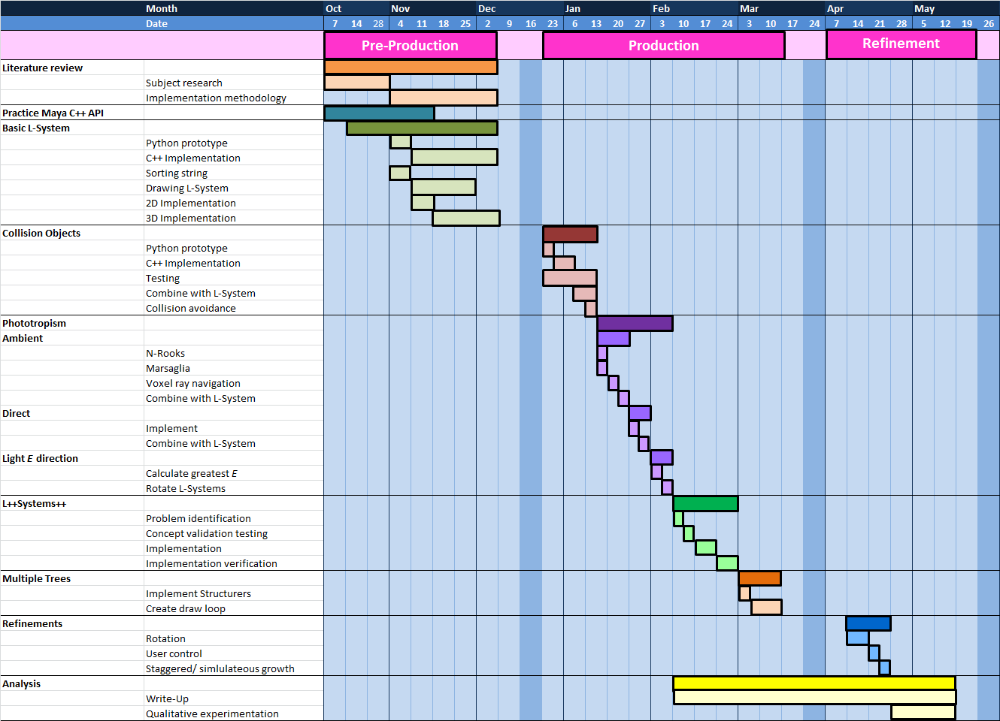 Month Oct Nov Dec Jan Feb Mar Apr May
Date 7 14 28 4 11 18 25 2 9 16 23 6 13 20 27 3 10 17 24 3 10 17 24 7 14 21 28 5 12 19 26
Pre-Production Production Refinement
Literature review
Subject research
Implementation methodology
Practice Maya C++ API
Basic L-System
Python prototype
C++ Implementation
Sorting string
Drawing L-System
2D Implementation
3D Implementation
Collision Objects
Python prototype
C++ Implementation
Testing
Combine with L-System
Collision avoidance
Phototropism
Ambient
N-Rooks
Marsaglia
Voxel ray navigation
Combine with L-System
Direct
Implement
Combine with L-System
Light E direction
Calculate greatest E
Rotate L-Systems
L++Systems++
Problem identification
Concept validation testing
Implementation
Implementation verification
Multiple Trees
Implement Structurers
Create draw loop
Refinements
Rotation
User control
Staggered/ simlulateous growth
Analysis
Write-Up
Qualitative experimentation